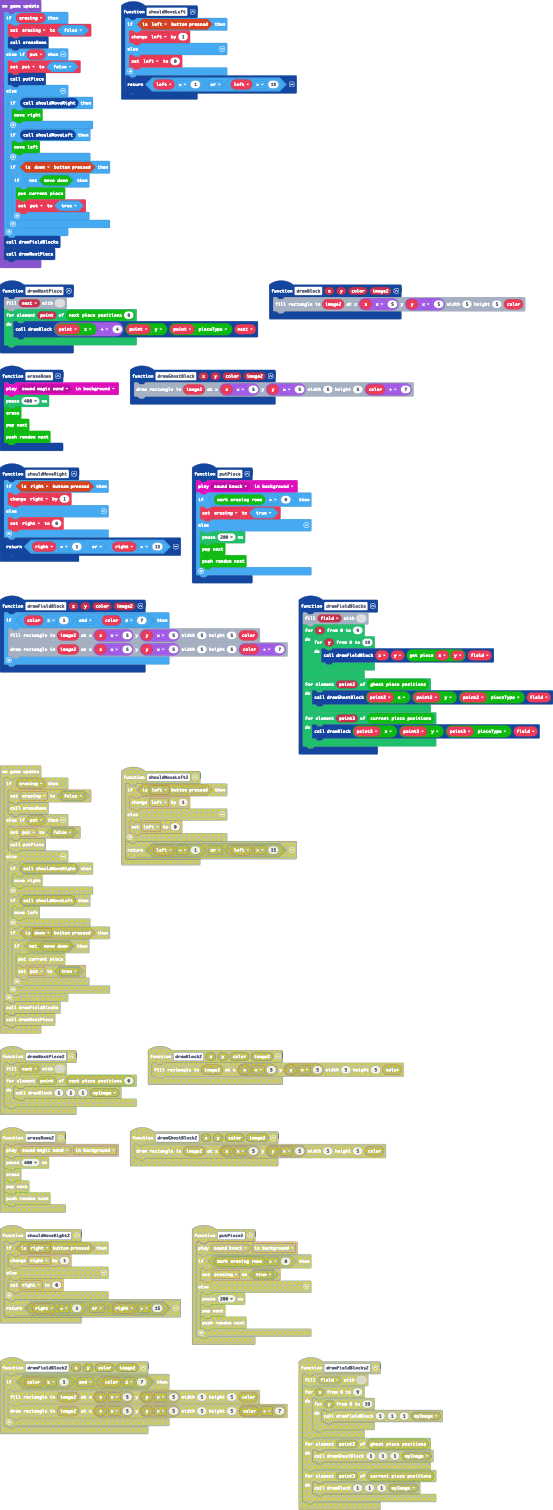 on game update
if erasing then
set erasing to false
call eraseRows
else if put then
set put to false
call putPiece
else
if call shouldMoveRight then
move right
if call shouldMoveLeft then
move left
if is down button pressed then
if not move down then
put current piece
set put to true
call drawFieldBlocks
call drawNextPiece
function shouldMoveLeft
if is left button pressed then
change left by 1
else
set left to 0
return left = 1 or left > 15
function drawNextPiece
fill next with
for element point of next piece positions 0
do call drawBlock point x + 4 point y point pieceType next
function drawBlock x y color image2
fill rectangle in image2 at x x × 5 y y × 5 width 5 height 5 color
function eraseRows
play sound magic wand in background
pause 400 ms
erase
pop next
push random next
function drawGhostBlock x y color image2
draw rectangle in image2 at x x × 5 y y × 5 width 5 height 5 color + 7
function shouldMoveRight
if is right button pressed then
change right by 1
else
set right to 0
return right = 1 or right > 15
function putPiece
play sound knock in background
if mark erasing rows > 0 then
set erasing to true
else
pause 200 ms
pop next
push random next
function drawFieldBlock x y color image2
if color ≥ 1 and color ≤ 7 then
fill rectangle in image2 at x x × 5 y y × 5 width 5 height 5 color
draw rectangle in image2 at x x × 5 y y × 5 width 5 height 5 color + 7
function drawFieldBlocks
fill field with
for x from 0 to 9
do for y from 0 to 19
do call drawFieldBlock x y get piece x y field
for element point2 of ghost piece positions
do call drawGhostBlock point2 x point2 y point2 pieceType field
for element point3 of current piece positions
do call drawBlock point3 x point3 y point3 pieceType field
on game update
if erasing then
set erasing to false
call eraseRows
else if put then
set put to false
call putPiece
else
if call shouldMoveRight then
move right
if call shouldMoveLeft then
move left
if is down button pressed then
if not move down then
put current piece
set put to true
call drawFieldBlocks
call drawNextPiece
function shouldMoveLeft2
if is left button pressed then
change left by 1
else
set left to 0
return left = 1 or left > 15
function drawNextPiece2
fill next with
for element point of next piece positions 0
do call drawBlock 1 1 1 myImage
function drawBlock2 x y color image2
fill rectangle in image2 at x x × 5 y y × 5 width 5 height 5 color
function eraseRows2
play sound magic wand in background
pause 400 ms
erase
pop next
push random next
function drawGhostBlock2 x y color image2
draw rectangle in image2 at x x × 5 y y × 5 width 5 height 5 color
function shouldMoveRight2
if is right button pressed then
change right by 1
else
set right to 0
return right = 1 or right > 15
function putPiece2
play sound knock in background
if mark erasing rows > 0 then
set erasing to true
else
pause 200 ms
pop next
push random next
function drawFieldBlock2 x y color image2
if color ≥ 1 and color ≤ 7 then
fill rectangle in image2 at x x × 5 y y × 5 width 5 height 5 color
draw rectangle in image2 at x x × 5 y y × 5 width 5 height 5 color + 7
function drawFieldBlocks2
fill field with
for x from 0 to 9
do for y from 0 to 19
do call drawFieldBlock 1 1 1 myImage
for element point2 of ghost piece positions
do call drawGhostBlock 1 1 1 myImage
for element point3 of current piece positions
do call drawBlock 1 1 1 myImage